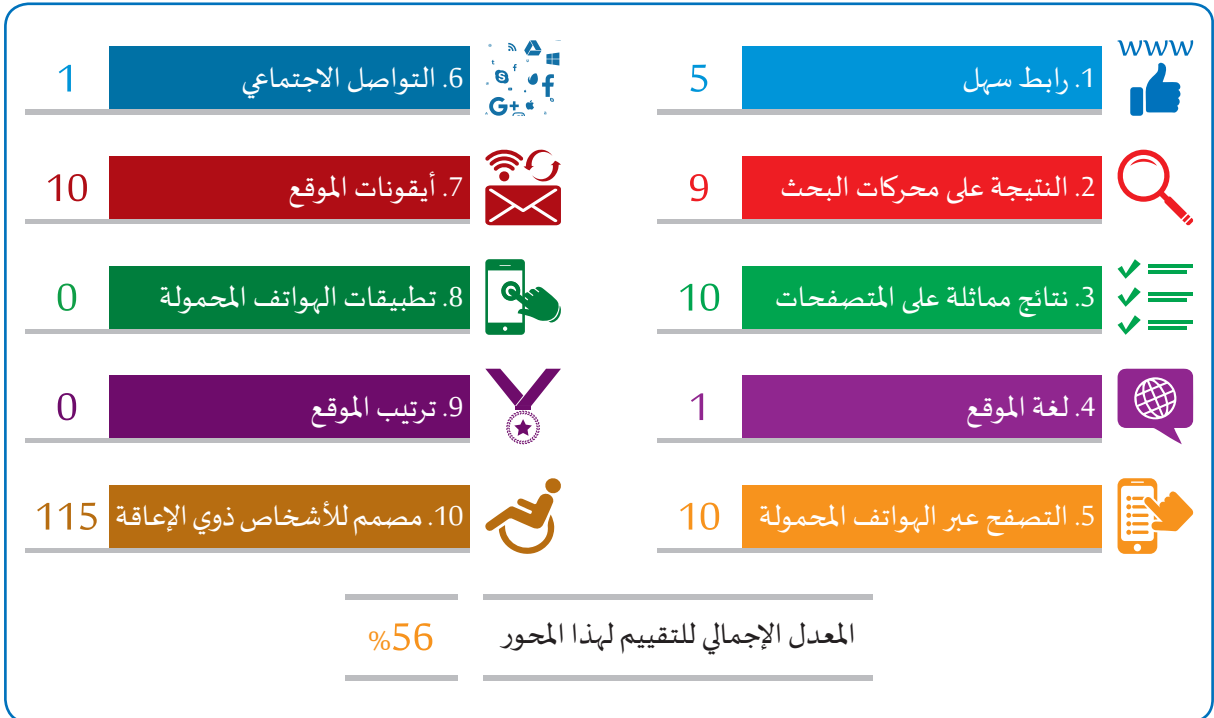 www
1. رابط سهل 5
2. النتيجة على محركات البحث 9
3. نتائج مماثلة على المتصفحات 10
4. لغة الموقع 1
5. التصفح عبر الهواتف المحمولة 10
6. التواصل الاجتماعي 1
7. أيقونات الموقع 10
8. تطبيقات الهواتف المحمولة 0
9. ترتيب الموقع 0
10. مصمم للأشخاص ذوي الإعاقة 115
المعدل الإجمالي للتقييم لهذا المحور %56